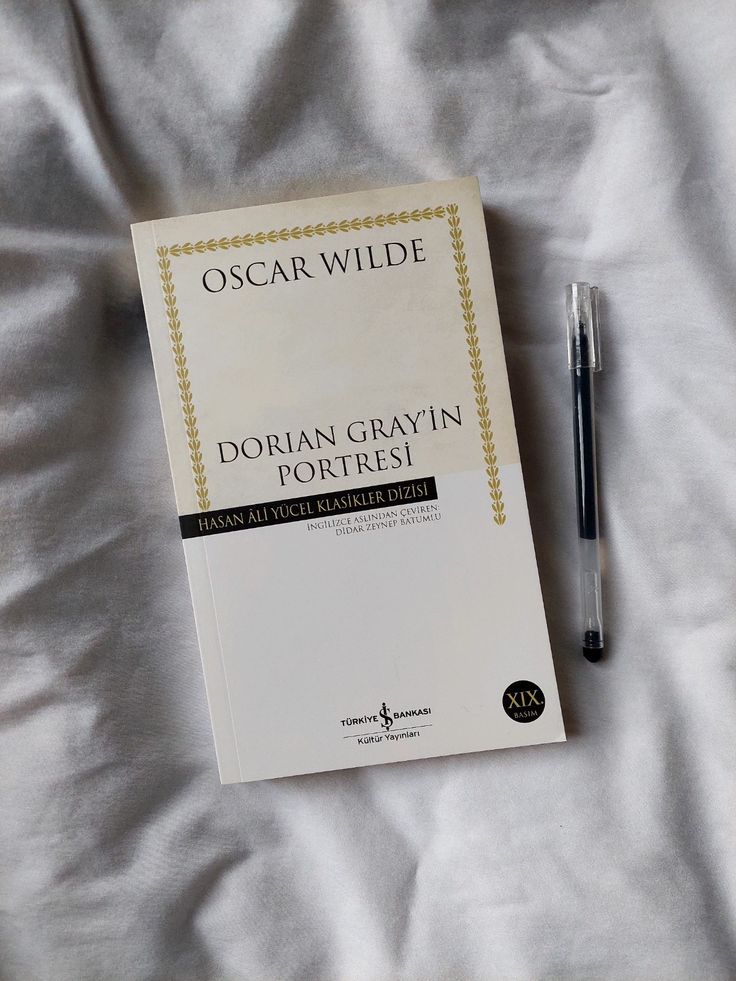 OSCAR WILDE
DORIAN GRAY'İN
PORTRESİ
HASAN ÂLİ YÜCEL KLASİKLER DİZİSİ
İNGİLİZCE ASLINDAN ÇEVİREN:
DİDAR ZEYNEP BATUMLU
XIX.
BASIM
TÜRKİYE İŞ BANKASI
Kültür Yayınları